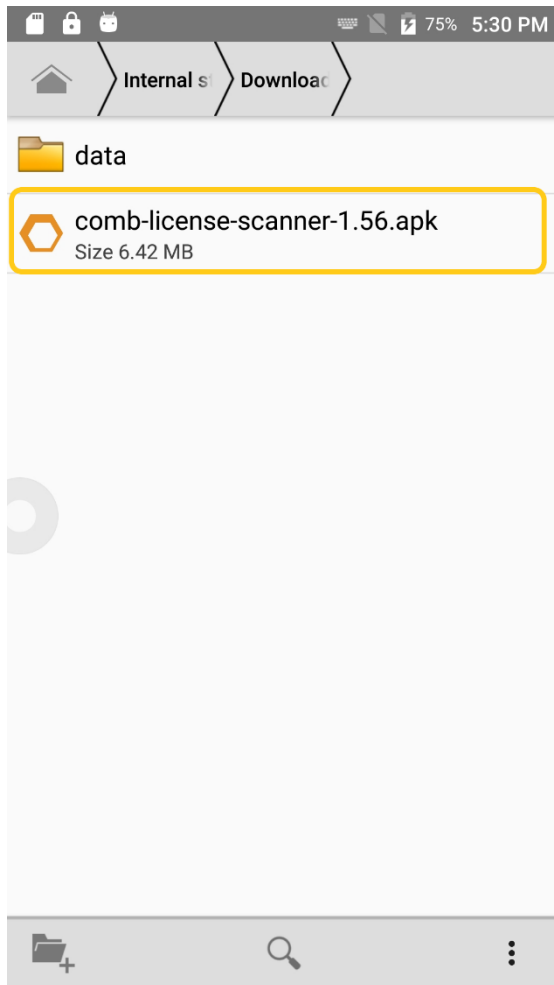 75% 5:30 PM
Internal st Download
data
comb-license-scanner-1.56.apk
Size 6.42 MB